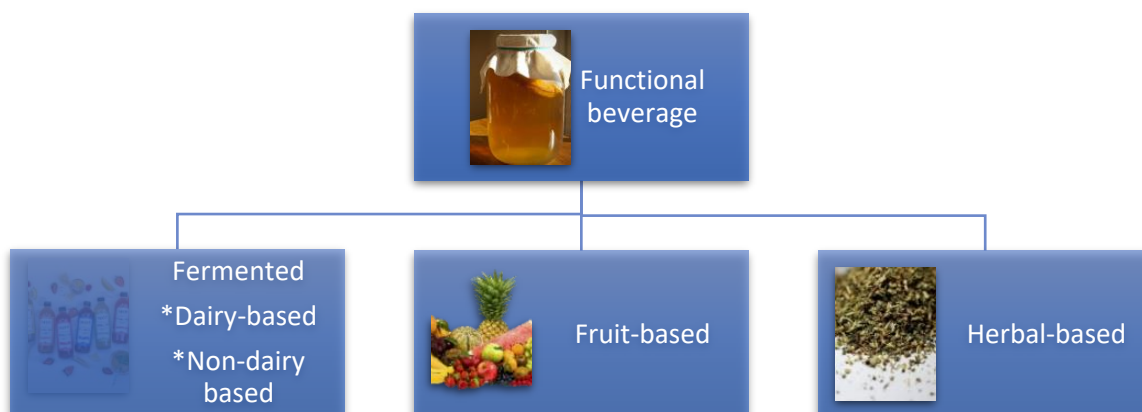 Functional
beverage
Fermented
*Dairy-based
*Non-dairy
based
Fruit-based
Herbal-based